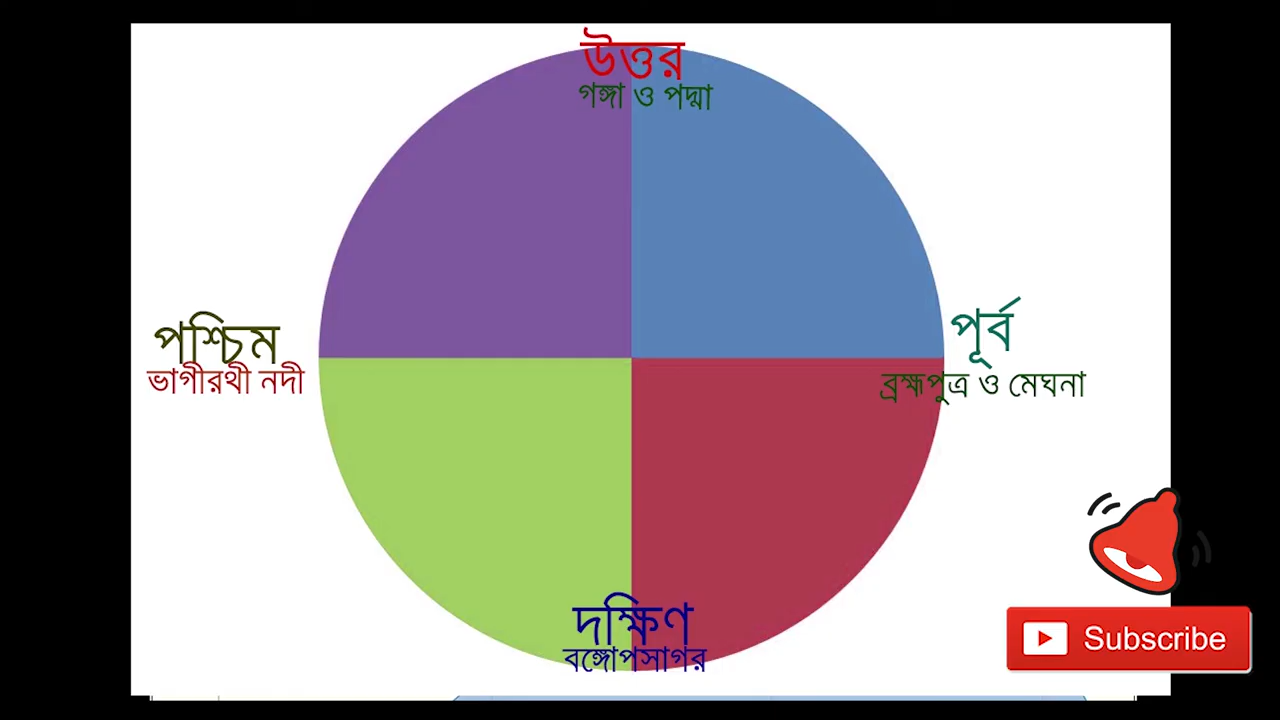 উত্তর
গঙ্গা ও পদ্মা
পশ্চিম
ভাগীরথী নদী
পূর্ব
ব্রহ্মপুত্র ও মেঘনা
দক্ষিণ
বঙ্গোপসাগর
Subscribe